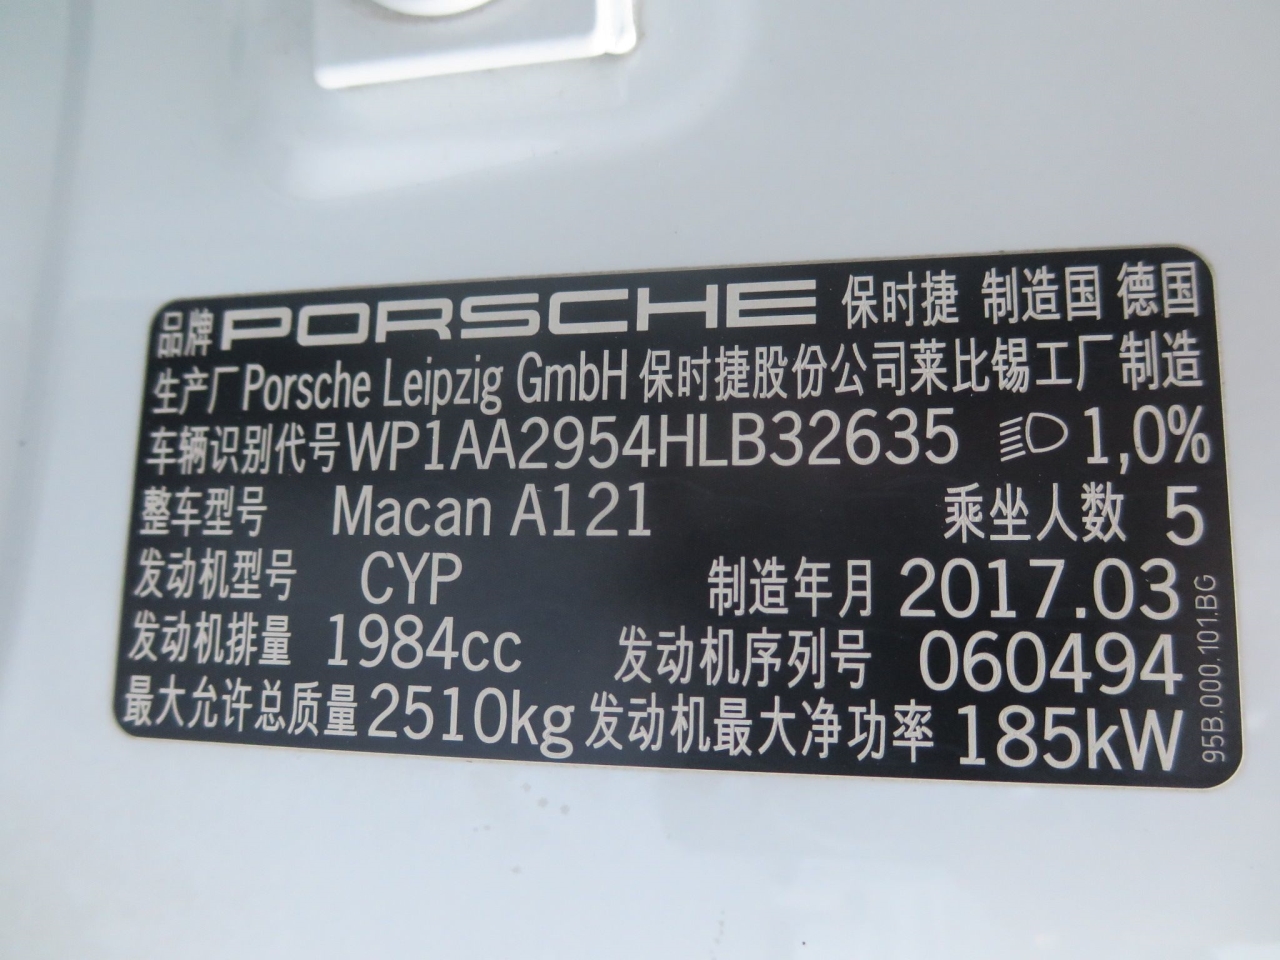 品牌 PORSCHE 保时捷 制造国 德国
生产厂 Porsche Leipzig GmbH 保时捷股份公司莱比锡工厂制造
车辆识别代号 WP1AA2954HLB32635 1,0%
整车型号 Macan A121 乘坐人数 5
发动机型号 CYP 制造年月 2017.03
发动机排量 1984cc 发动机序列号 060494
最大允许总质量 2510kg 发动机最大净功率 185kW
95B.000.101.BG